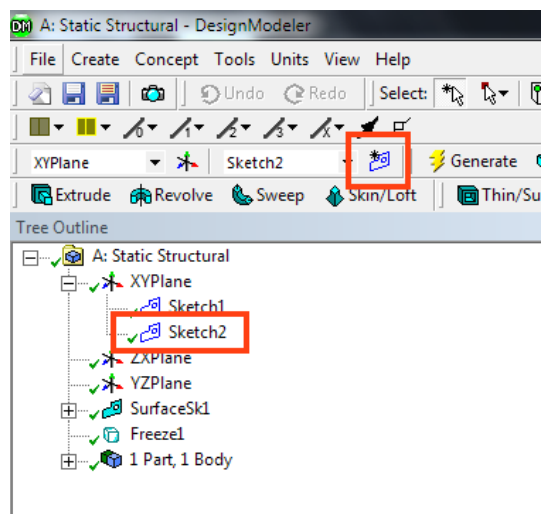 DM A: Static Structural - DesignModeler
File Create Concept Tools Units View Help
Undo Redo Select:
XYPlane Sketch2 Generate
Extrude Revolve Sweep Skin/Loft Thin/Su
Tree Outline
A: Static Structural
XYPlane
Sketch1
Sketch2
ZXPlane
YZPlane
SurfaceSk1
Freeze1
1 Part, 1 Body